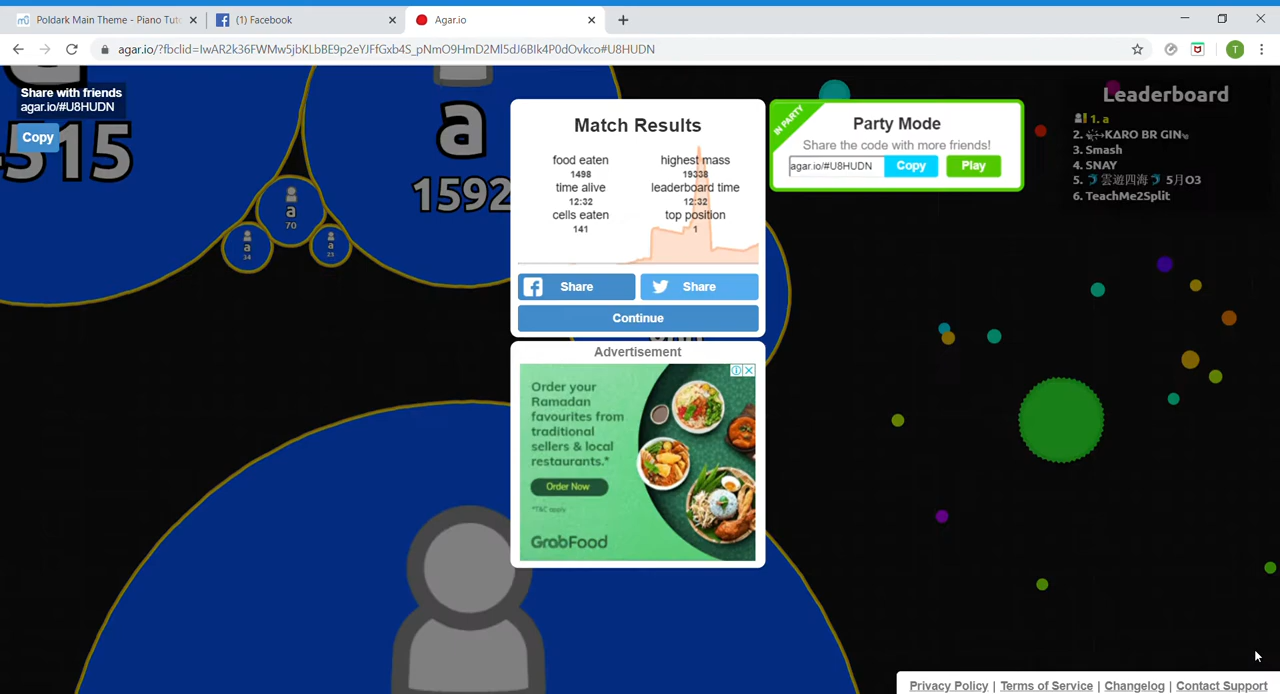 Poldark Main Theme - Piano Tut
(1) Facebook
Agar.io
agar.io/?fbclid=IwAR2k36FWMw5jbKLbBE9p2eYJFfGxb4S_pNmO9HmD2Ml5dJ6Blk4P0dOvkco#U8HUDN
T
Share with friends
agar.io/#U8HUDN
Copy
a
1592
a
70
a
34
a
23
Match Results
food eaten
1498
highest mass
19338
time alive
12:32
leaderboard time
12:32
cells eaten
141
top position
1
Share
Share
Continue
Advertisement
Order your
Ramadan
favourites from
traditional
sellers & local
restaurants.*
Order Now
*T&C apply
GrabFood
IN PARTY
Party Mode
Share the code with more friends!
agar.io/#U8HUDN
Copy
Play
Leaderboard
1. a
3. Smash
4. SNAY
5. 雲遊四海 5月O3
6. TeachMe2Split
Privacy Policy | Terms of Service | Changelog | Contact Support